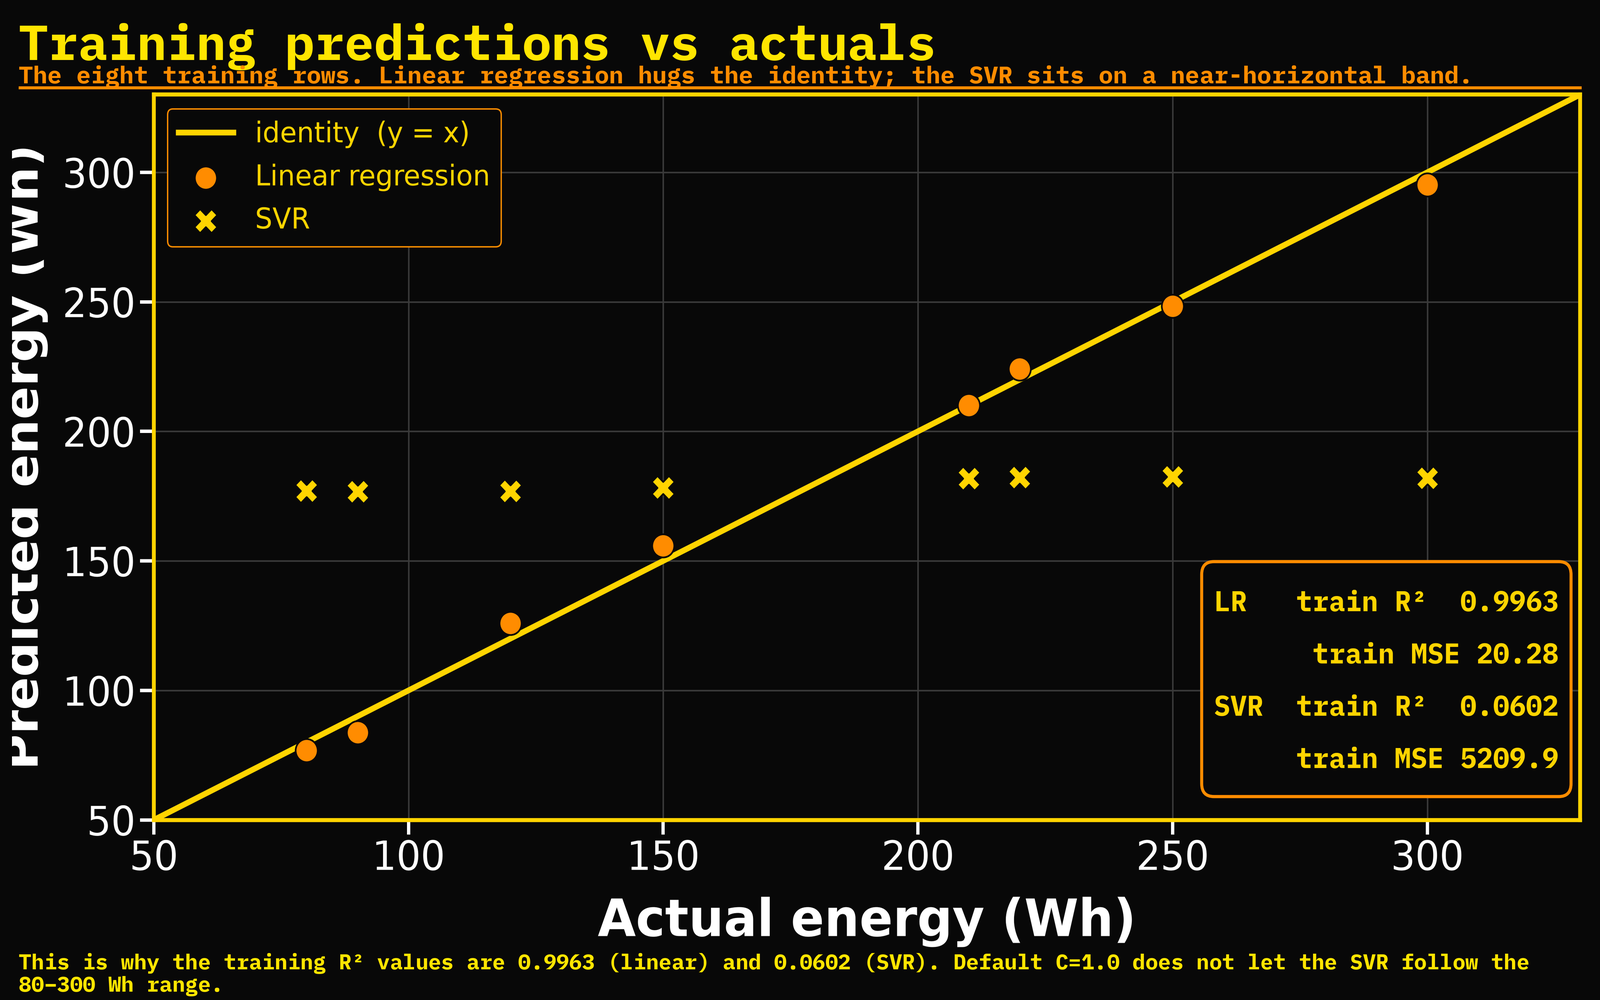 Training predictions vs actuals
The eight training rows. Linear regression hugs the identity; the SVR sits on a near-horizontal band.
identity (y = x)
Linear regression
SVR
Predicted energy (Wh)
300
250
200
150
100
50
LR train R² 0.9963
train MSE 20.28
SVR train R² 0.0602
train MSE 5209.9
50 100 150 200 250 300
Actual energy (Wh)
This is why the training R² values are 0.9963 (linear) and 0.0602 (SVR). Default C=1.0 does not let the SVR follow the
80–300 Wh range.